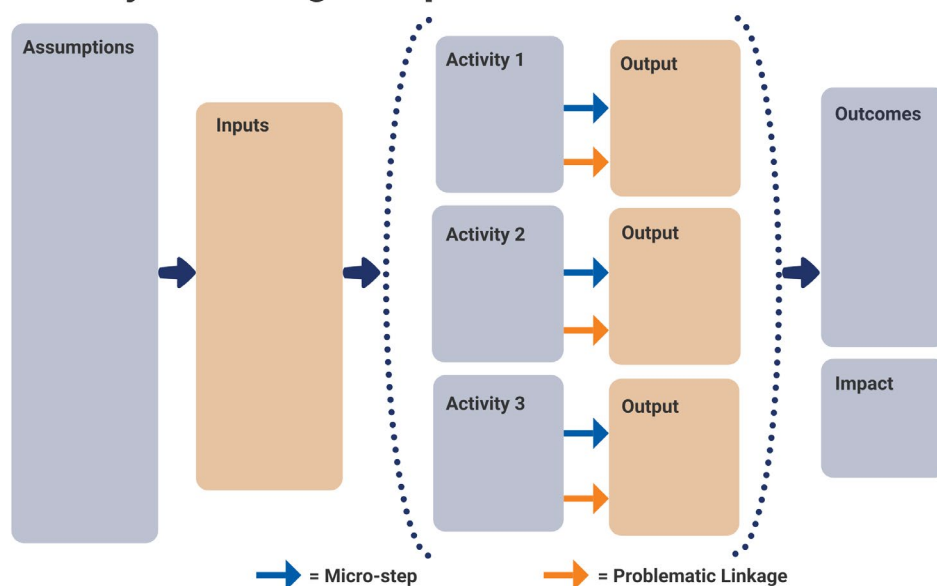 Assumptions
Inputs
Activity 1
Output
Activity 2
Output
Activity 3
Output
Outcomes
Impact
= Micro-step
= Problematic Linkage